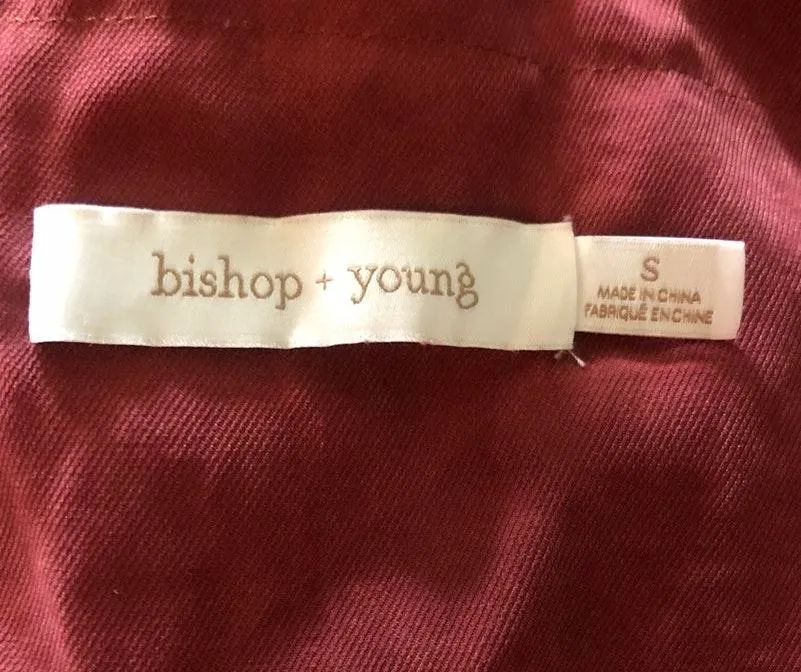 bishop + young
S
MADE IN CHINA
FABRIQUÉ EN CHINE